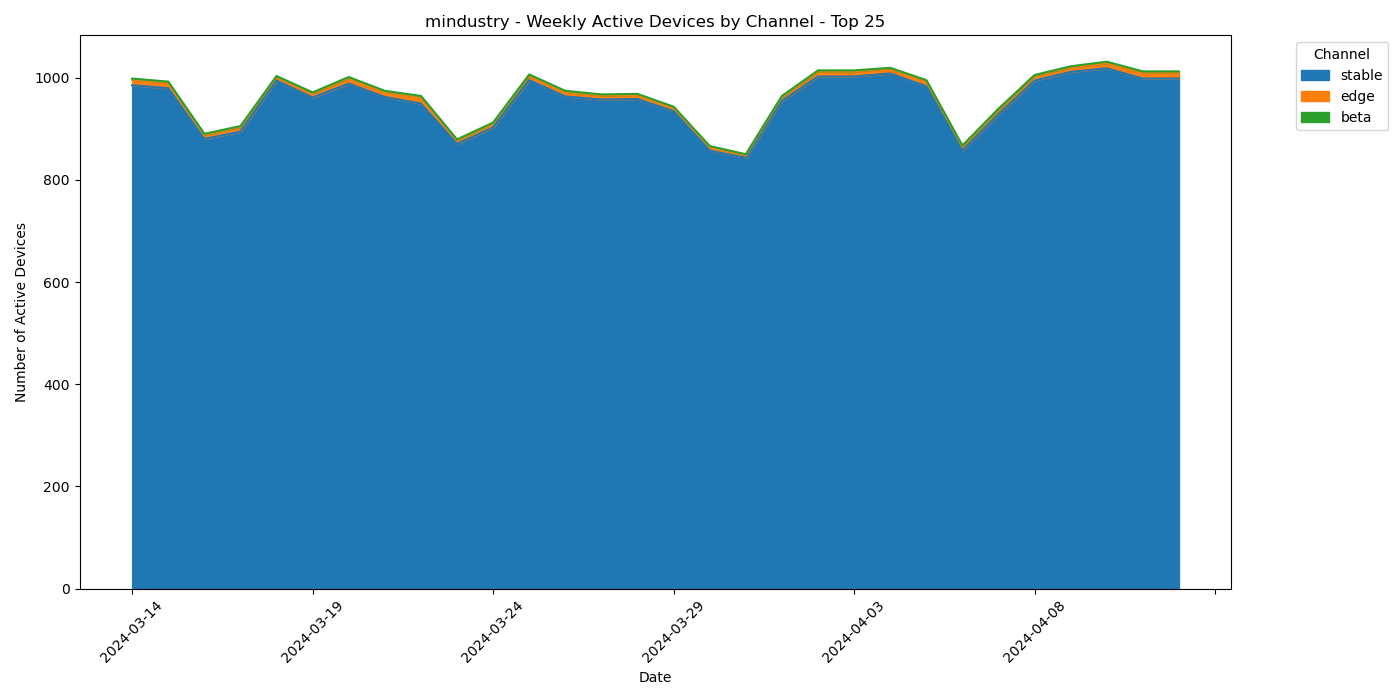 mindustry - Weekly Active Devices by Channel - Top 25
Channel
stable
edge
beta
Number of Active Devices
1000
800
600
400
200
0
2024-03-14
2024-03-19
2024-03-24
2024-03-29
2024-04-03
2024-04-08
Date